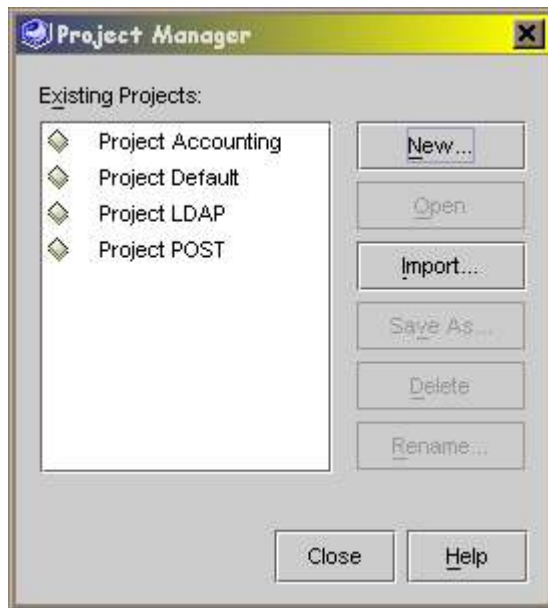 Project Manager
Existing Projects:
Project Accounting
Project Default
Project LDAP
Project POST
New...
Open
Import...
Save As...
Delete
Rename...
Close
Help